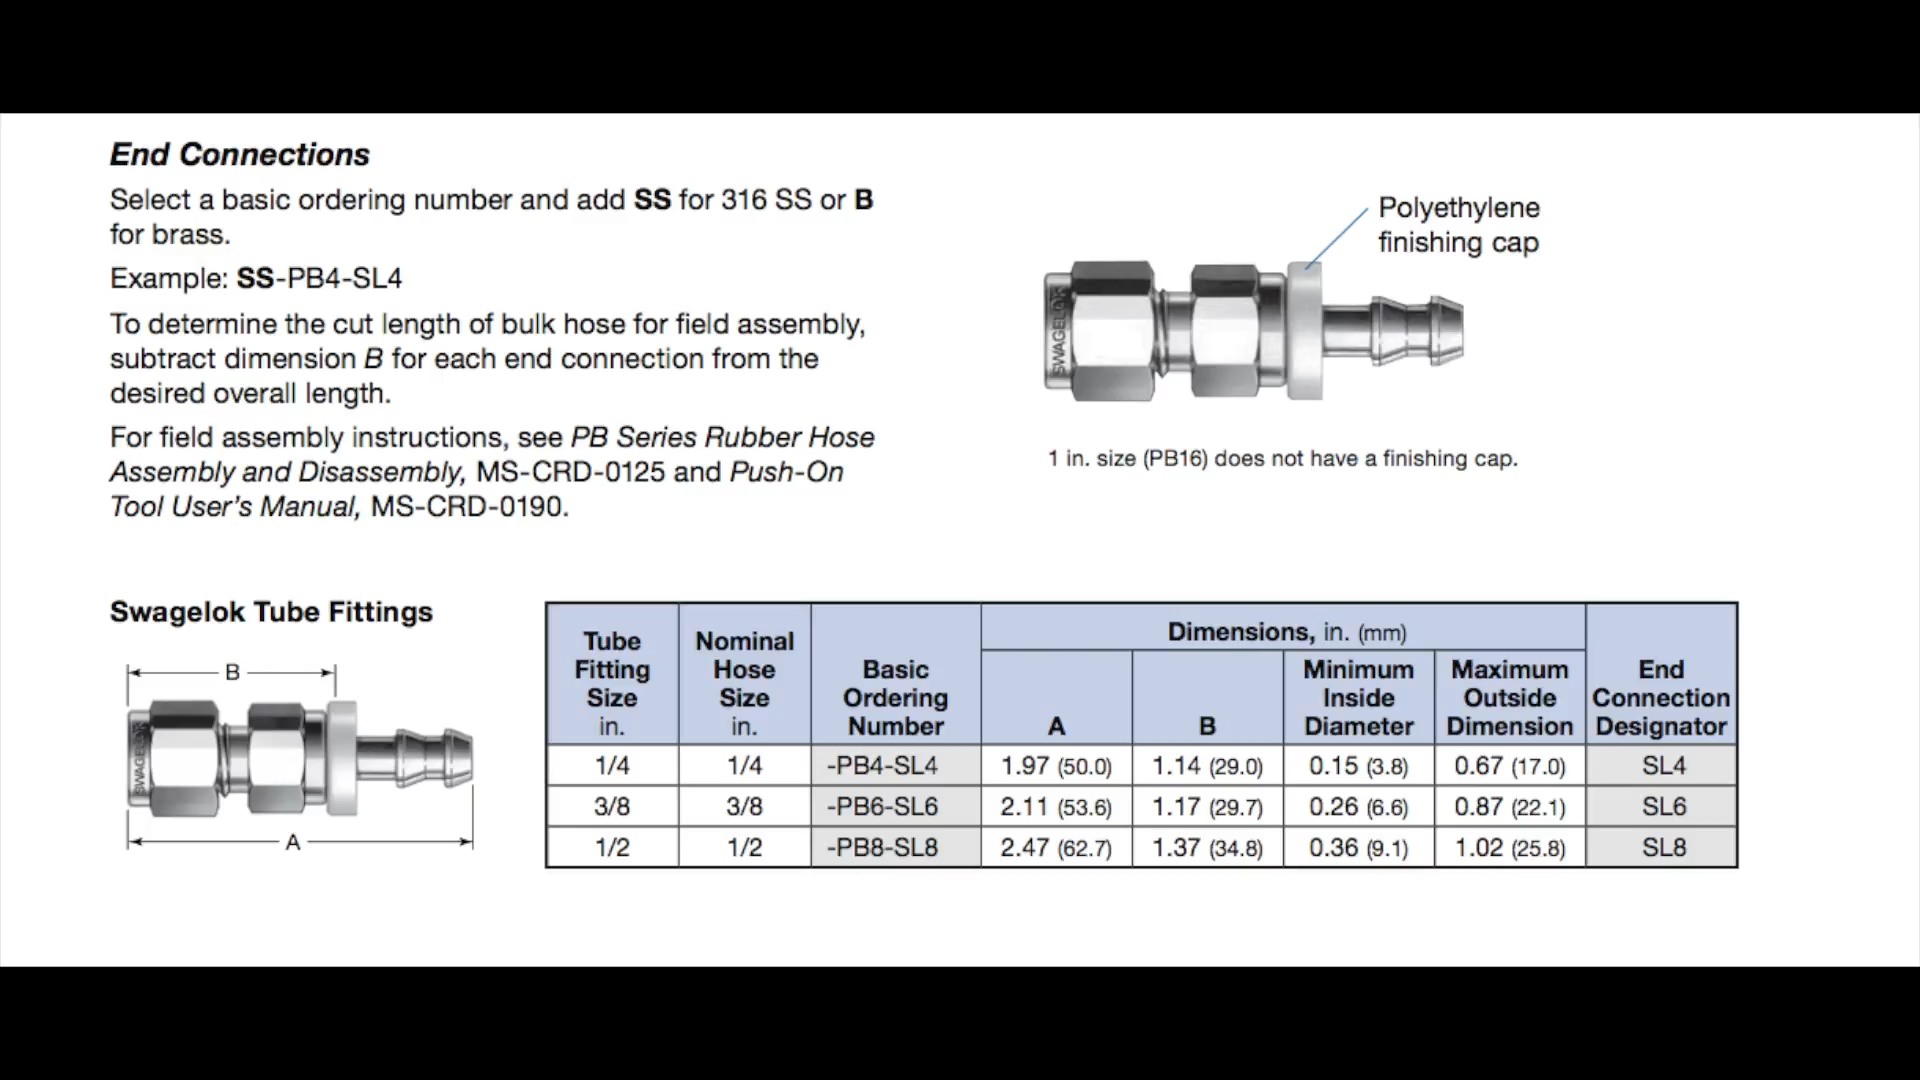 End Connections
Select a basic ordering number and add SS for 316 SS or B
for brass.
Example: SS-PB4-SL4
To determine the cut length of bulk hose for field assembly,
subtract dimension B for each end connection from the
desired overall length.
For field assembly instructions, see PB Series Rubber Hose
Assembly and Disassembly, MS-CRD-0125 and Push-On
Tool User's Manual, MS-CRD-0190.
Polyethylene
finishing cap
SWAGELOK
1 in. size (PB16) does not have a finishing cap.
Swagelok Tube Fittings
B
SWAGELOK
A
Tube Fitting Size in. Nominal Hose Size in. Basic Ordering Number Dimensions, in. (mm) End Connection Designator
A B Minimum Inside Diameter Maximum Outside Dimension
1/4 1/4 -PB4-SL4 1.97 (50.0) 1.14 (29.0) 0.15 (3.8) 0.67 (17.0) SL4
3/8 3/8 -PB6-SL6 2.11 (53.6) 1.17 (29.7) 0.26 (6.6) 0.87 (22.1) SL6
1/2 1/2 -PB8-SL8 2.47 (62.7) 1.37 (34.8) 0.36 (9.1) 1.02 (25.8) SL8